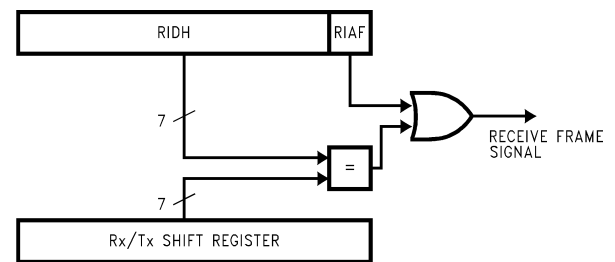 RIDH RIAF
7
=
RECEIVE FRAME
SIGNAL
7
Rx/Tx SHIFT REGISTER